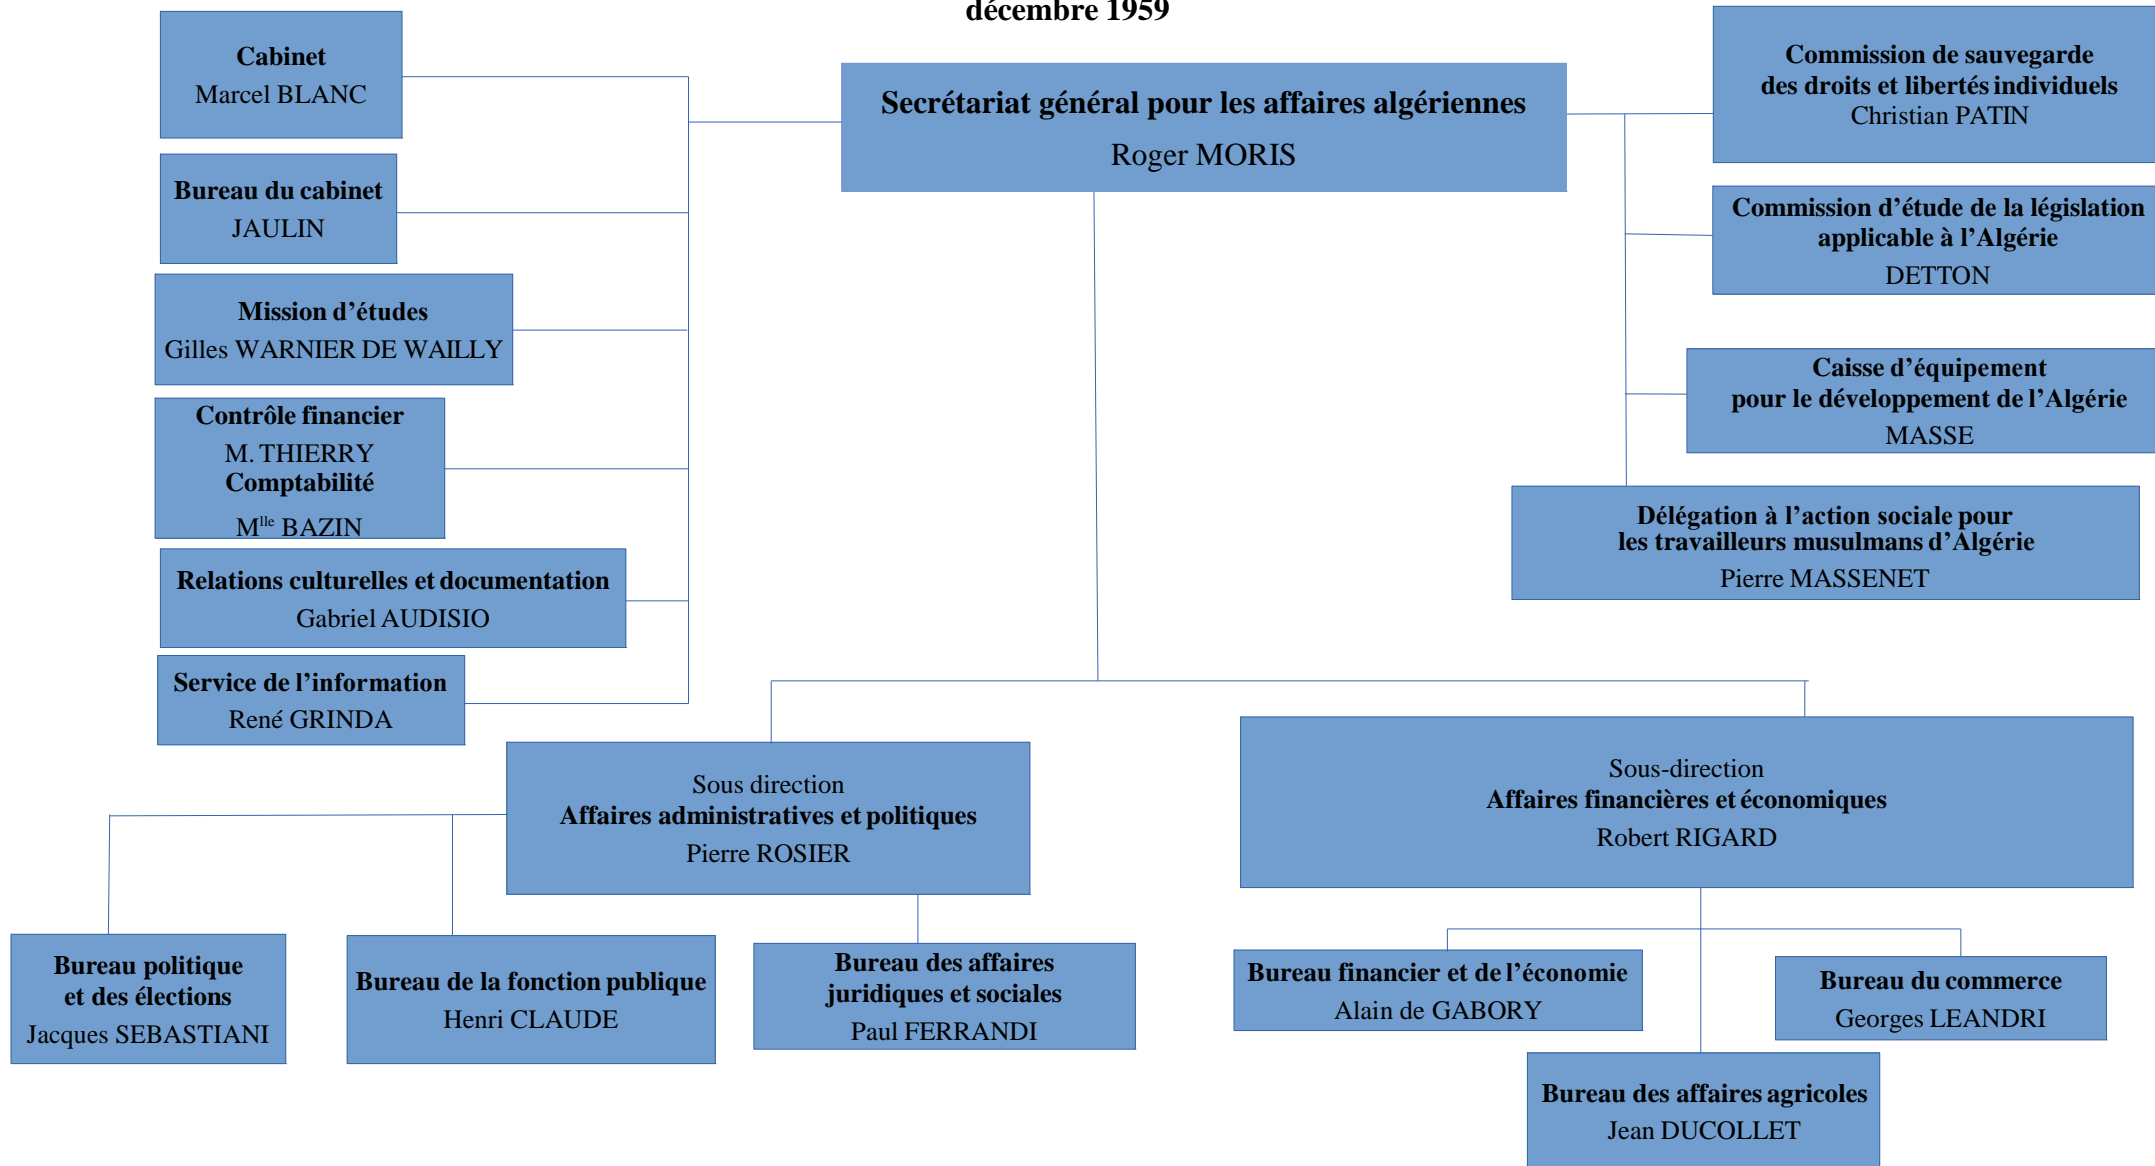 décembre 1959
Cabinet
Marcel BLANC
Bureau du cabinet
JAULIN
Mission d’études
Gilles WARNIER DE WAILLY
Contrôle financier
M. THIERRY
Comptabilité
Mlle BAZIN
Relations culturelles et documentation
Gabriel AUDISIO
Service de l’information
René GRINDA
Secrétariat général pour les affaires algériennes
Roger MORIS
Commission de sauvegarde
des droits et libertés individuels
Christian PATIN
Commission d’étude de la législation
applicable à l’Algérie
DETTON
Caisse d’équipement
pour le développement de l’Algérie
MASSE
Délégation à l’action sociale pour
les travailleurs musulmans d’Algérie
Pierre MASSENET
Sous direction
Affaires administratives et politiques
Pierre ROSIER
Sous-direction
Affaires financières et économiques
Robert RIGARD
Bureau politique
et des élections
Jacques SEBASTIANI
Bureau de la fonction publique
Henri CLAUDE
Bureau des affaires
juridiques et sociales
Paul FERRANDI
Bureau financier et de l’économie
Alain de GABORY
Bureau du commerce
Georges LEANDRI
Bureau des affaires agricoles
Jean DUCOLLET